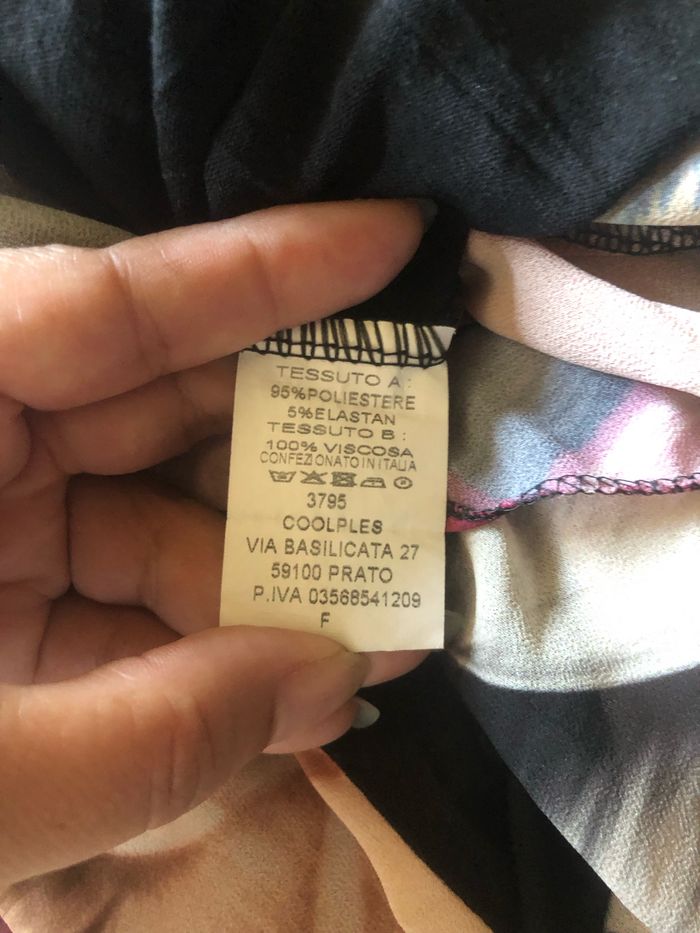 TESSUTO A :
95%POLIESTERE
5%ELASTAN
TESSUTO B :
100% VISCOSA
CONFEZIONATO IN ITALIA
3795
COOLPLES
VIA BASILICATA 27
59100 PRATO
P.IVA 03568541209
F